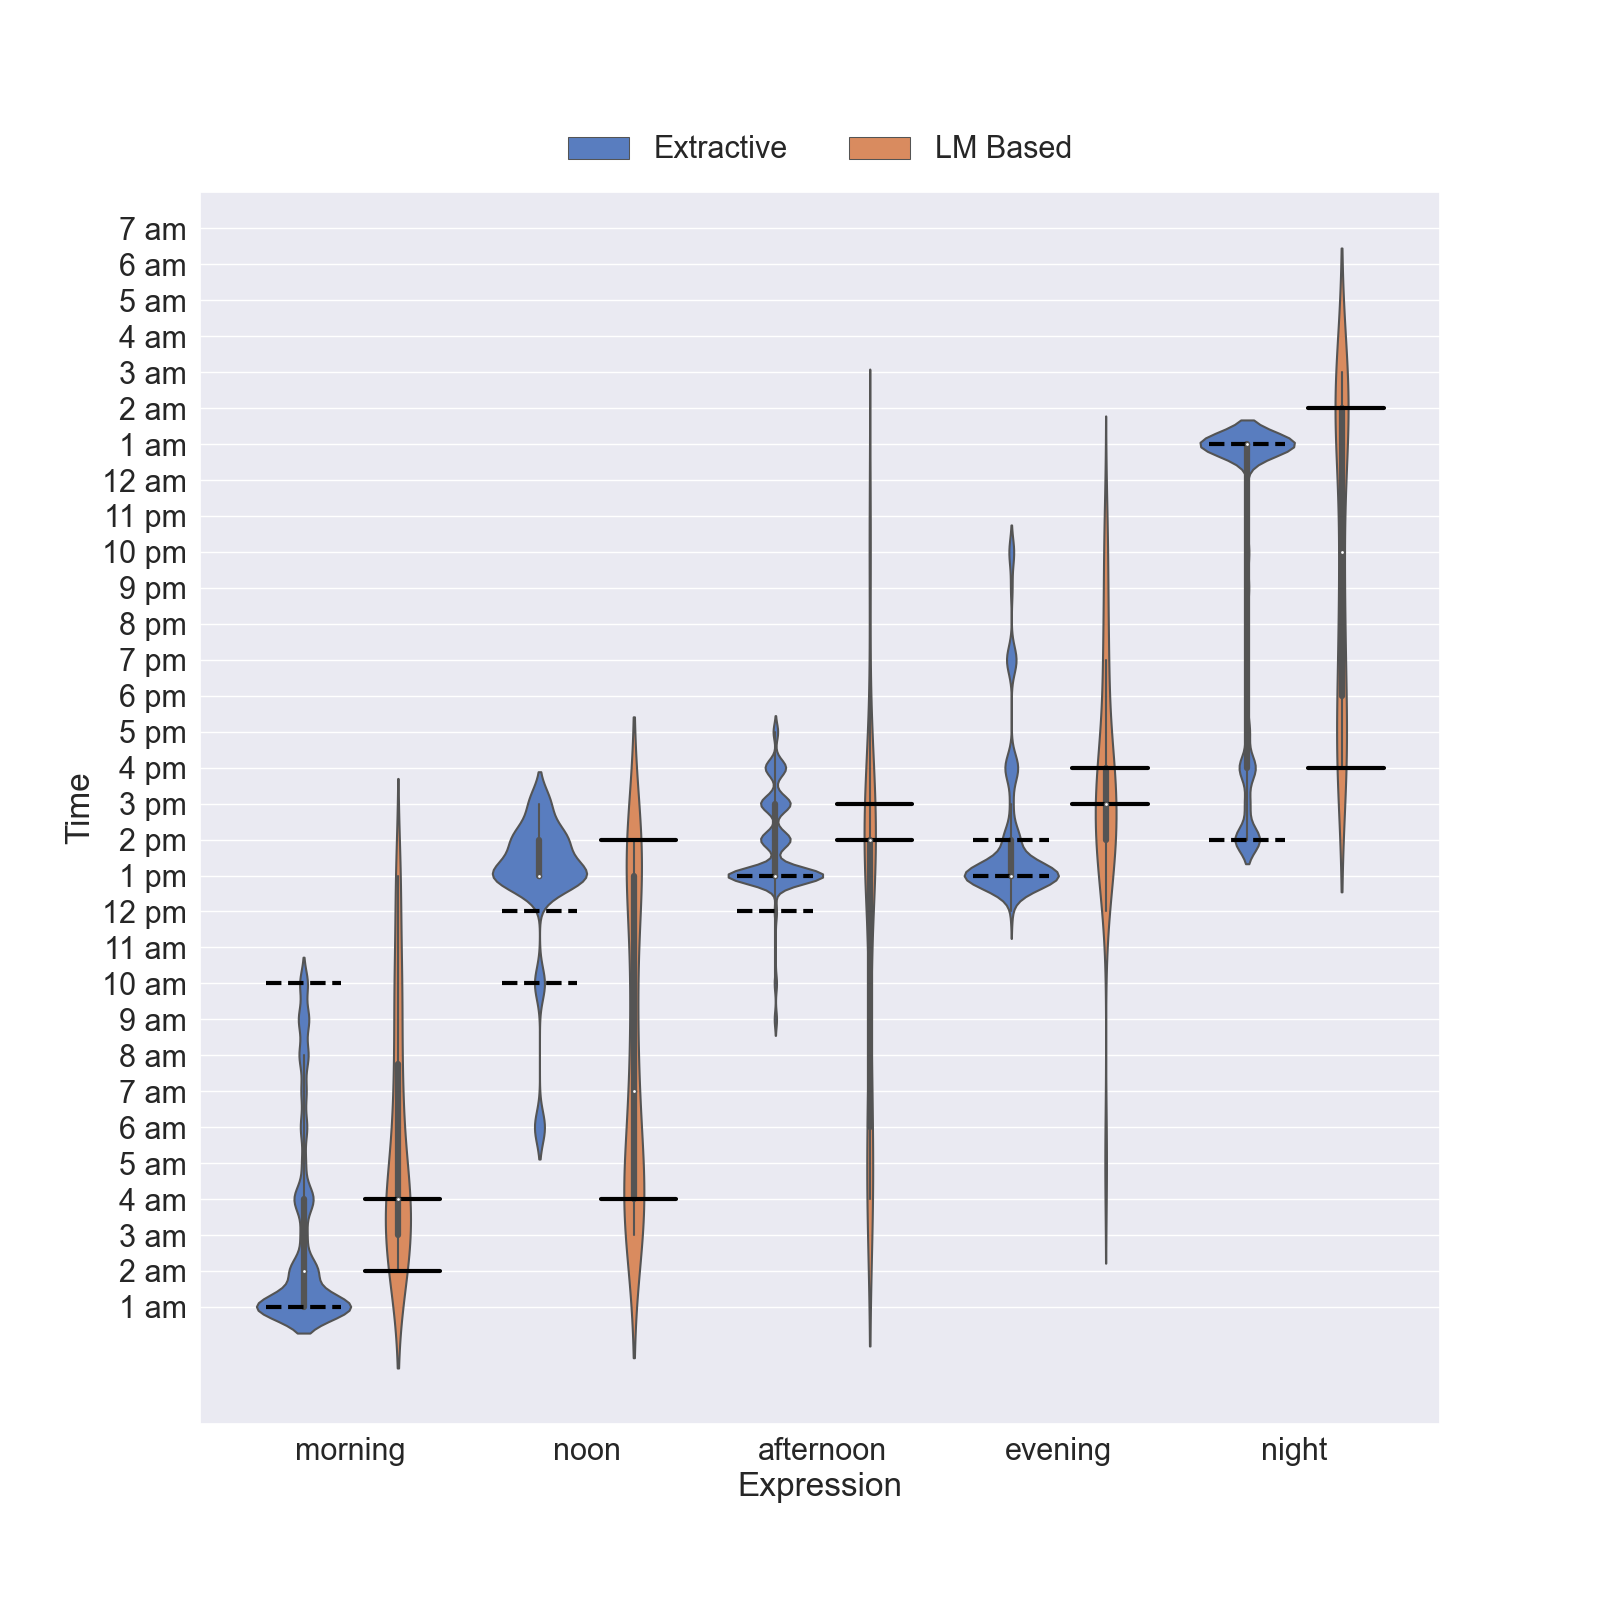 Extractive LM Based
7 am
6 am
5 am
4 am
3 am
2 am
1 am
12 am
11 pm
10 pm
9 pm
8 pm
7 pm
6 pm
5 pm
4 pm
3 pm
2 pm
1 pm
12 pm
11 am
10 am
9 am
8 am
7 am
6 am
5 am
4 am
3 am
2 am
1 am
Time
morning noon afternoon evening night
Expression